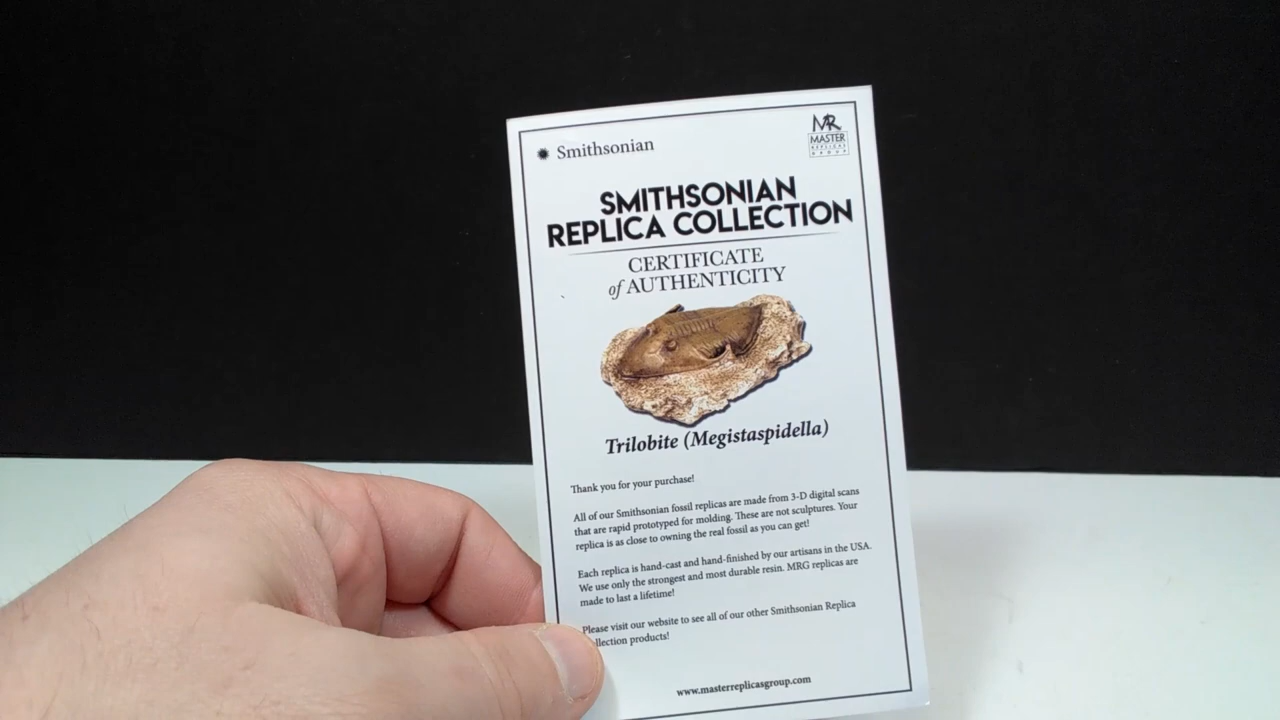 Smithsonian
MR
MASTER
REPLICAS
GROUP
SMITHSONIAN
REPLICA COLLECTION
CERTIFICATE
of AUTHENTICITY
Trilobite (Megistaspidella)
Thank you for your purchase!
All of our Smithsonian fossil replicas are made from 3-D digital scans
that are rapid prototyped for molding. These are not sculptures. Your
replica is as close to owning the real fossil as you can get!
Each replica is hand-cast and hand-finished by our artisans in the USA.
We use only the strongest and most durable resin. MRG replicas are
made to last a lifetime!
Please visit our website to see all of our other Smithsonian Replica
llection products!
www.masterreplicasgroup.com